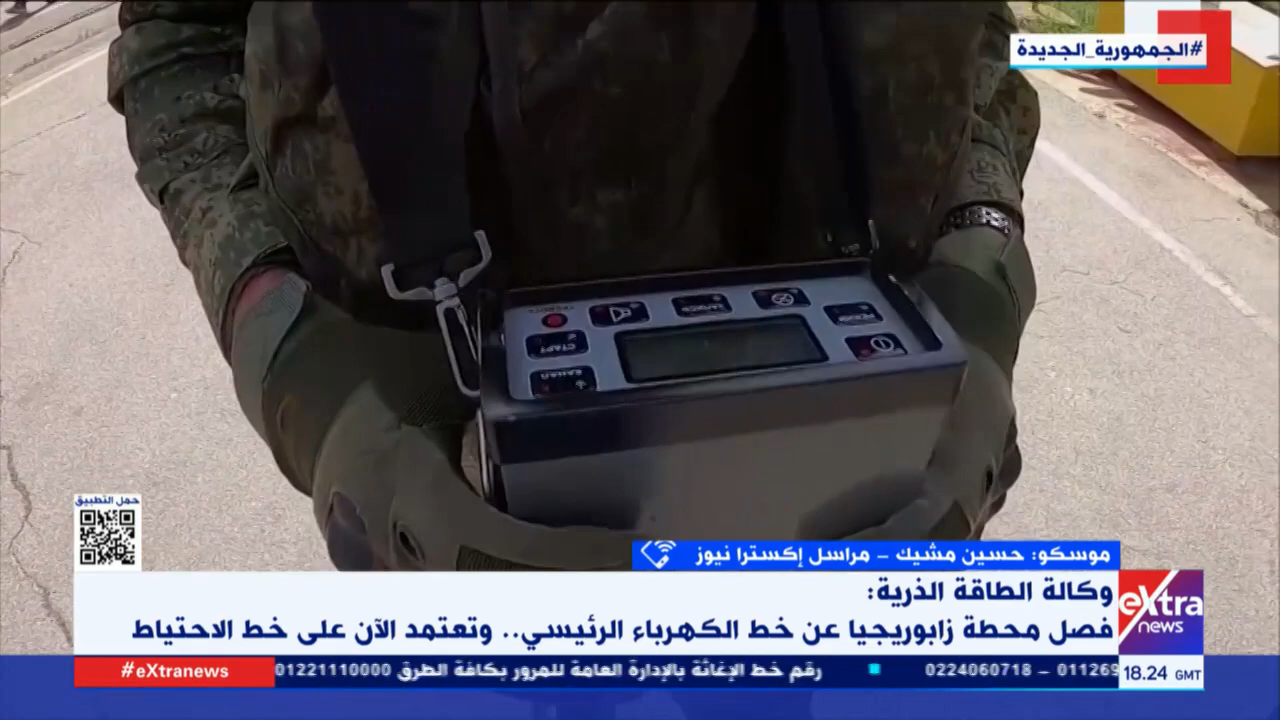 #الجمهورية_الجديدة
СТАРТ
حمل التطبيق
موسكو: حسين مشيك - مراسل إكسترا نيوز
وكالة الطاقة الذرية:
فصل محطة زابوريجيا عن خط الكهرباء الرئيسي.. وتعتمد الآن على خط الاحتياط
eXtra
news
#eXtranews
رقم خط الإغاثة بالإدارة العامة للمرور بكافة الطرق 01221110000
0224060718 - 011269
18.24 GMT